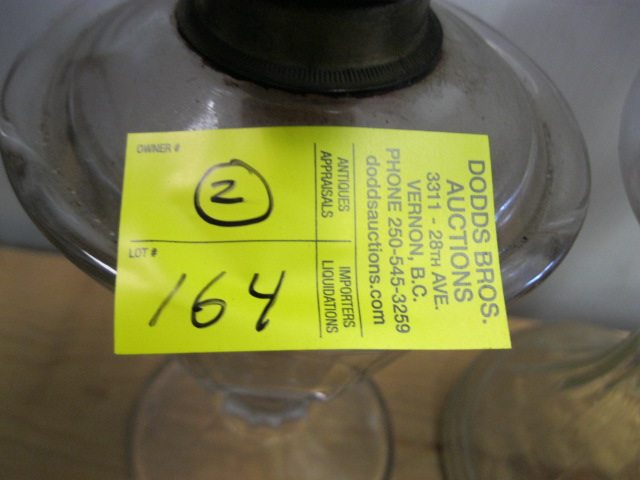 OWNER #
2
LOT #
164
ANTIQUES
APPRAISALS
IMPORTERS
LIQUIDATIONS
DODDS BROS.
AUCTIONS
3311 - 28TH AVE.
VERNON, B.C.
PHONE 250-545-3259
doddsauctions.com